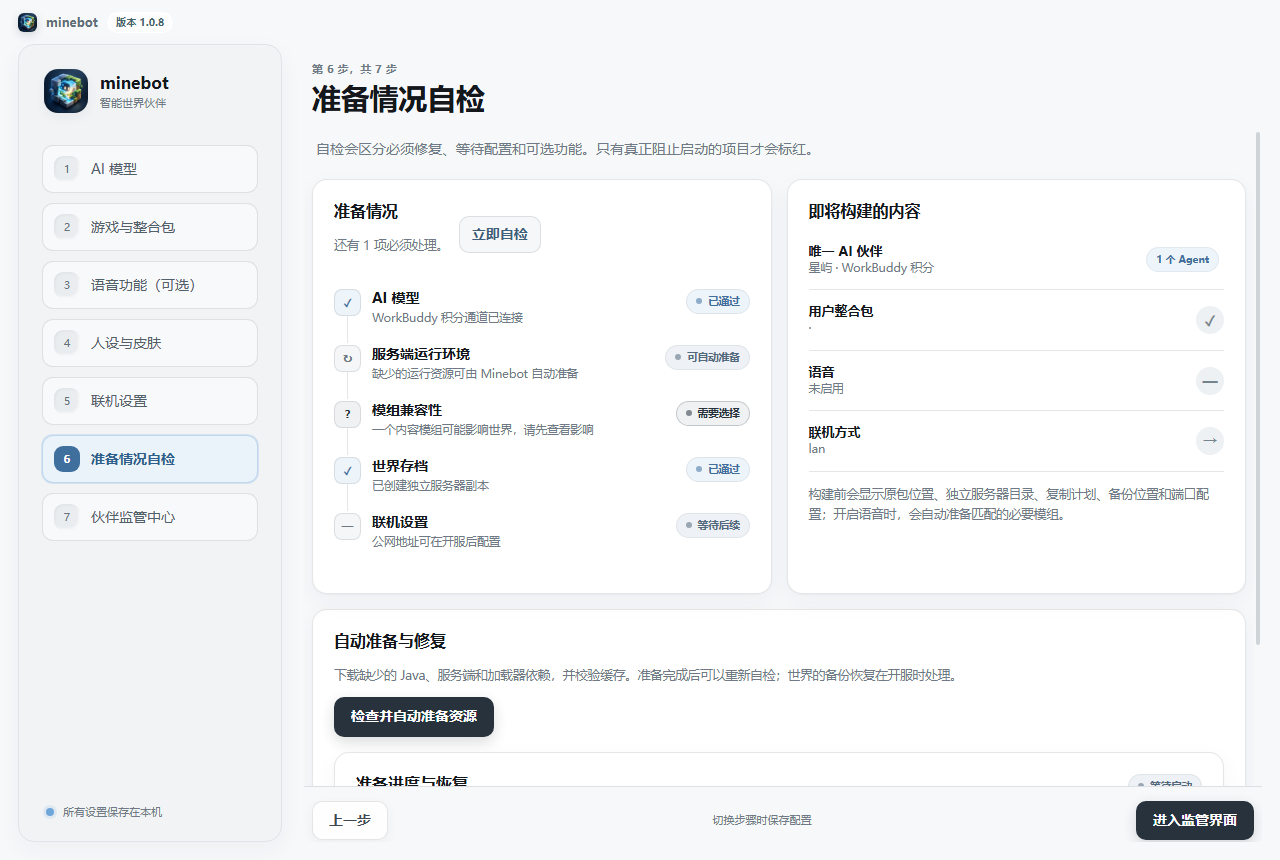 minebot 版本 1.0.8
minebot
智能世界伙伴
1 AI 模型
2 游戏与整合包
3 语音功能（可选）
4 人设与皮肤
5 联机设置
6 准备情况自检
7 伙伴监管中心
所有设置保存在本机
第 6 步，共 7 步
准备情况自检
自检会区分必须修复、等待配置和可选功能。只有真正阻止启动的项目才会标红。
准备情况
还有 1 项必须处理。
立即自检
✓ AI 模型 已通过
WorkBuddy 积分通道已连接
↻ 服务端运行环境 可自动准备
缺少的运行资源可由 Minebot 自动准备
? 模组兼容性 需要选择
一个内容模组可能影响世界，请先查看影响
✓ 世界存档 已通过
已创建独立服务器副本
— 联机设置 等待后续
公网地址可在开服后配置
即将构建的内容
唯一 AI 伙伴 1 个 Agent
星屿 · WorkBuddy 积分
用户整合包 ✓
·
语音 —
未启用
联机方式 →
lan
构建前会显示原包位置、独立服务器目录、复制计划、备份位置和端口配
置；开启语音时，会自动准备匹配的必要模组。
自动准备与修复
下载缺少的 Java、服务端和加载器依赖，并校验缓存。准备完成后可以重新自检；世界的备份恢复在开服时处理。
检查并自动准备资源
准备进度与恢复 等待启动
上一步
切换步骤时保存配置
进入监管界面